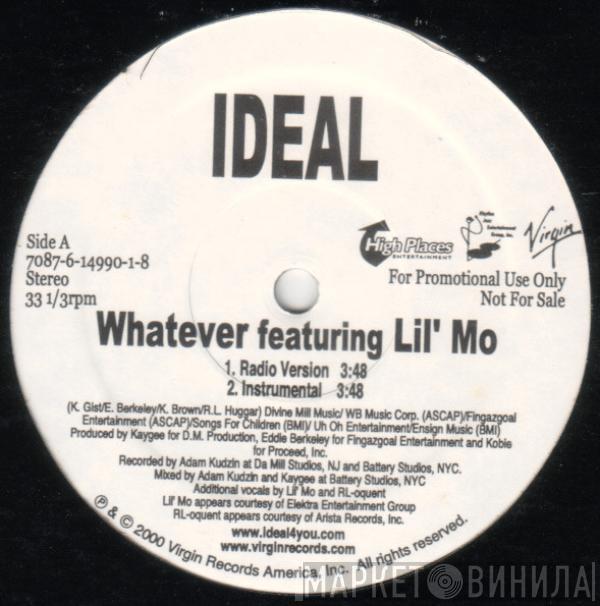 IDEAL
Side A
7087-6-14990-1-8
Stereo
33 1/3rpm
High Places
ENTERTAINMENT
Rhythm
Jazz
Entertainment
Group, Inc.
Virgin
For Promotional Use Only
Not For Sale
Whatever featuring Lil' Mo
1. Radio Version 3:48
2. Instrumental 3:48
(K. Gist/E. Berkeley/K. Brown/R.L. Huggar) Divine Mill Music/ WB Music Corp. (ASCAP)/Fingazgoal
Entertainment (ASCAP)/Songs For Children (BMI)/ Uh Oh Entertainment/Ensign Music (BMI)
Produced by Kaygee for D.M. Production, Eddie Berkeley for Fingazgoal Entertainment and Kobie
for Proceed, Inc.
Recorded by Adam Kudzin at Da Mill Studios, NJ and Battery Studios, NYC.
Mixed by Adam Kudzin and Kaygee at Battery Studios, NYC
Additional vocals by Lil' Mo and RL-oquent
Lil' Mo appears courtesy of Elektra Entertainment Group
RL-oquent appears courtesy of Arista Records, Inc.
www.ideal4you.com
www.virginrecords.com
℗ & © 2000 Virgin Records America, Inc. All rights reserved.
МАРКЕТ ВИНИЛА